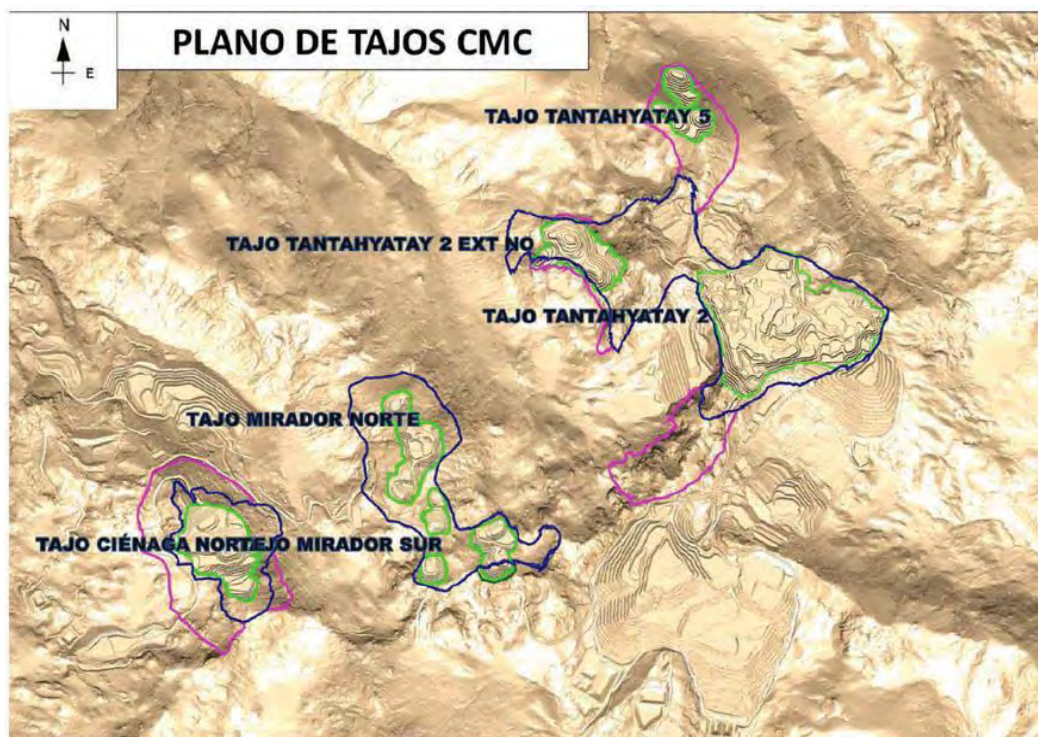 N
E
PLANO DE TAJOS CMC
TAJO TANTAHYATAY 5
TAJO TANTAHYATAY 2 EXT NO
TAJO TANTAHYATAY 2
TAJO MIRADOR NORTE
TAJO CIÉNAGA NORTEJO MIRADOR SUR